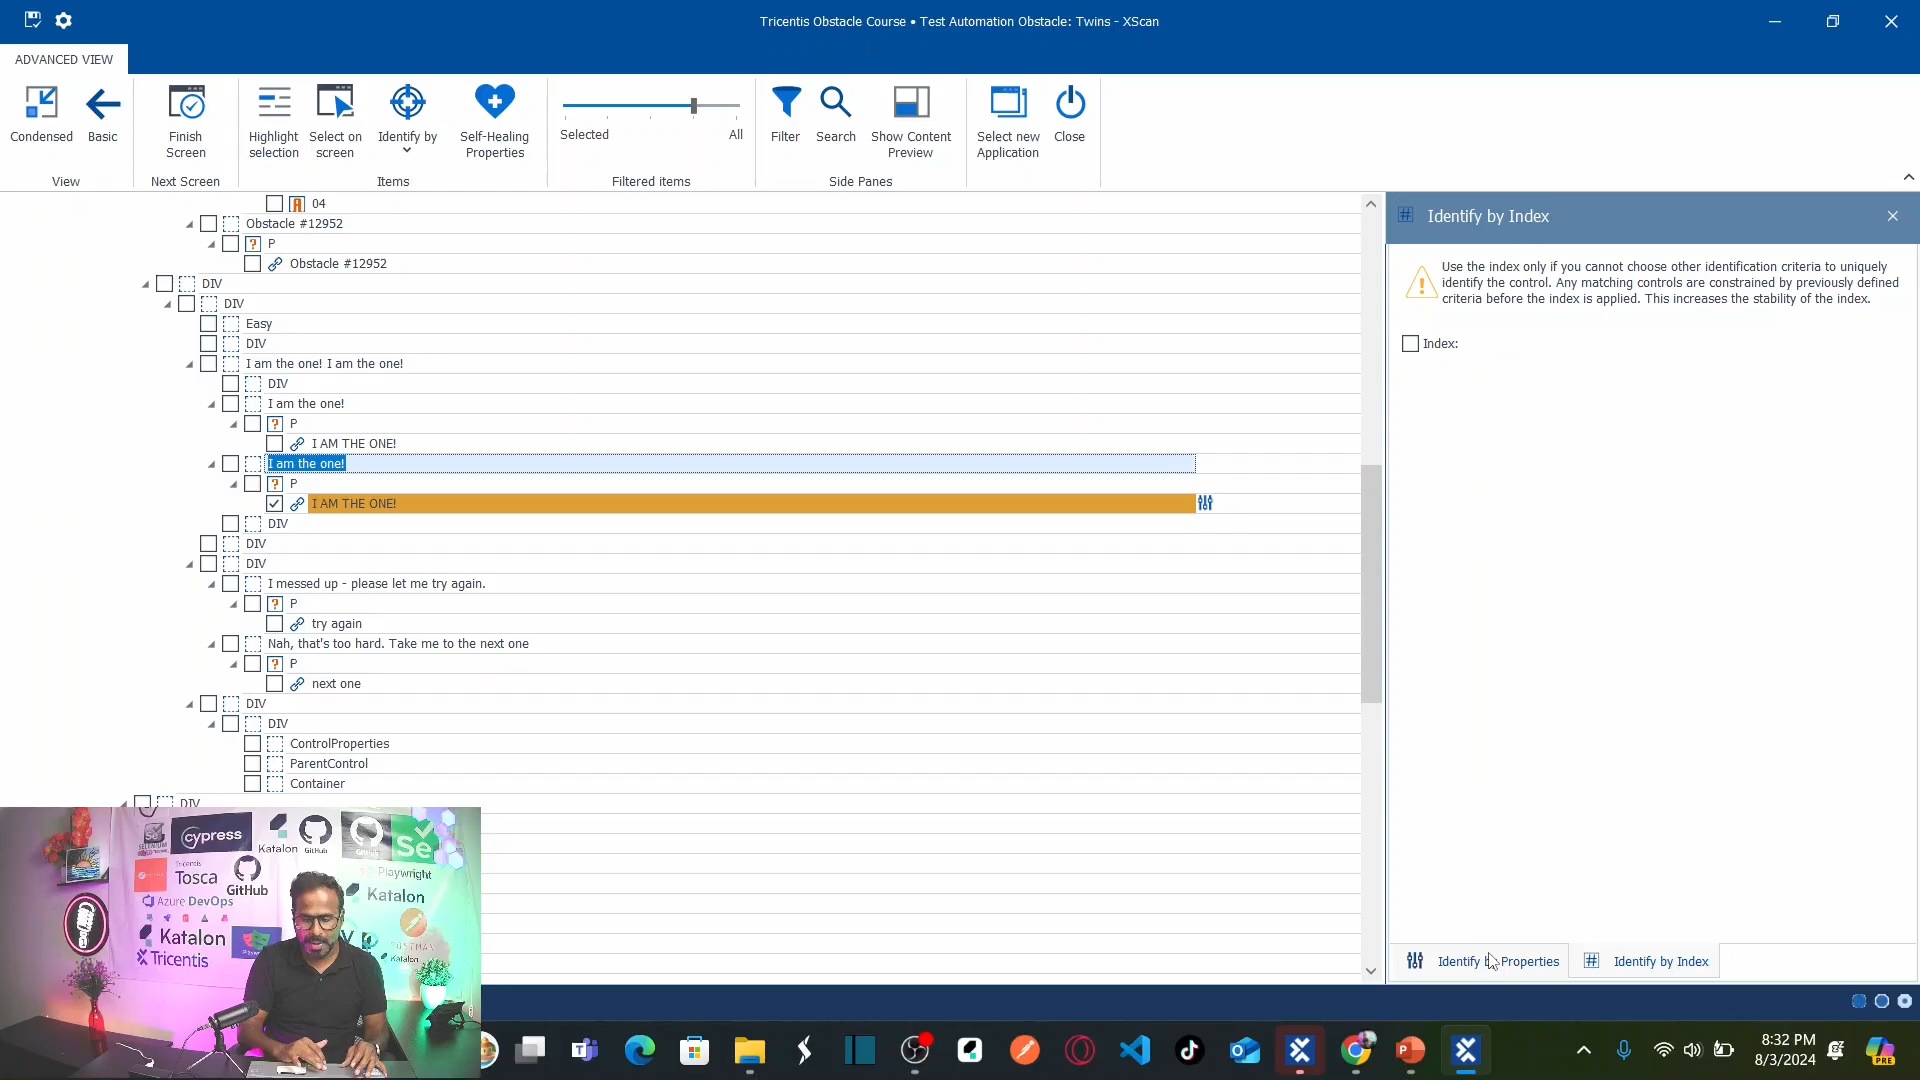 Tricentis Obstacle Course • Test Automation Obstacle: Twins - XScan
ADVANCED VIEW
Condensed
Basic
View
Finish Screen
Next Screen
Highlight selection
Select on screen
Identify by
Self-Healing Properties
Items
Selected
All
Filtered items
Filter
Search
Show Content Preview
Side Panes
Select new Application
Close
04
Obstacle #12952
P
Obstacle #12952
DIV
DIV
Easy
DIV
I am the one! I am the one!
DIV
I am the one!
P
I AM THE ONE!
I am the one!
P
I AM THE ONE!
DIV
DIV
DIV
I messed up - please let me try again.
P
try again
Nah, that's too hard. Take me to the next one
P
next one
DIV
DIV
ControlProperties
ParentControl
Container
DIV
Identify by Index
Use the index only if you cannot choose other identification criteria to uniquely
identify the control. Any matching controls are constrained by previously defined
criteria before the index is applied. This increases the stability of the index.
Index:
Identify by Properties
Identify by Index
cypress
Katalon
GitHub
Se
Tricentis
Tosca
GitHub
Playwright
Katalon
Azure DevOps
Katalon
Tricentis
POSTMAN
Katalon
8:32 PM
8/3/2024
PRE